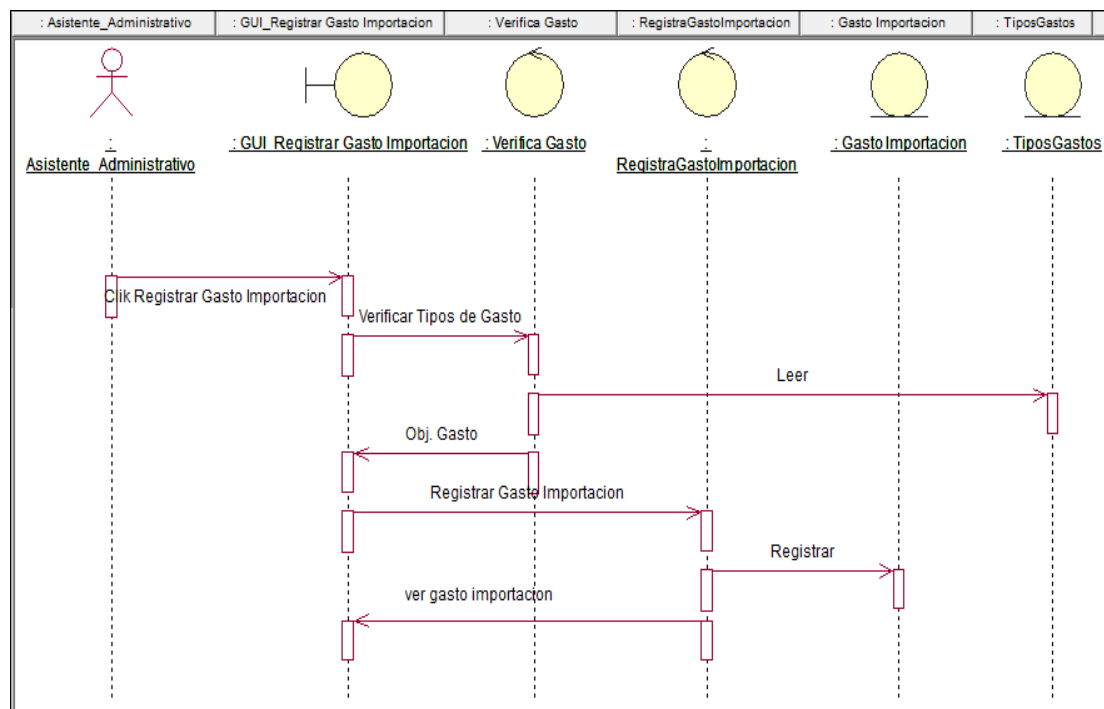 : Asistente_Administrativo
: GUI_Registrar Gasto Importacion
: Verifica Gasto
: RegistraGastoImportacion
: Gasto Importacion
: TiposGastos
:
Asistente_Administrativo
: GUI_Registrar Gasto Importacion
: Verifica Gasto
:
RegistraGastoImportacion
: Gasto Importacion
: TiposGastos
Clik Registrar Gasto Importacion
Verificar Tipos de Gasto
Leer
Obj. Gasto
Registrar Gasto Importacion
Registrar
ver gasto importacion